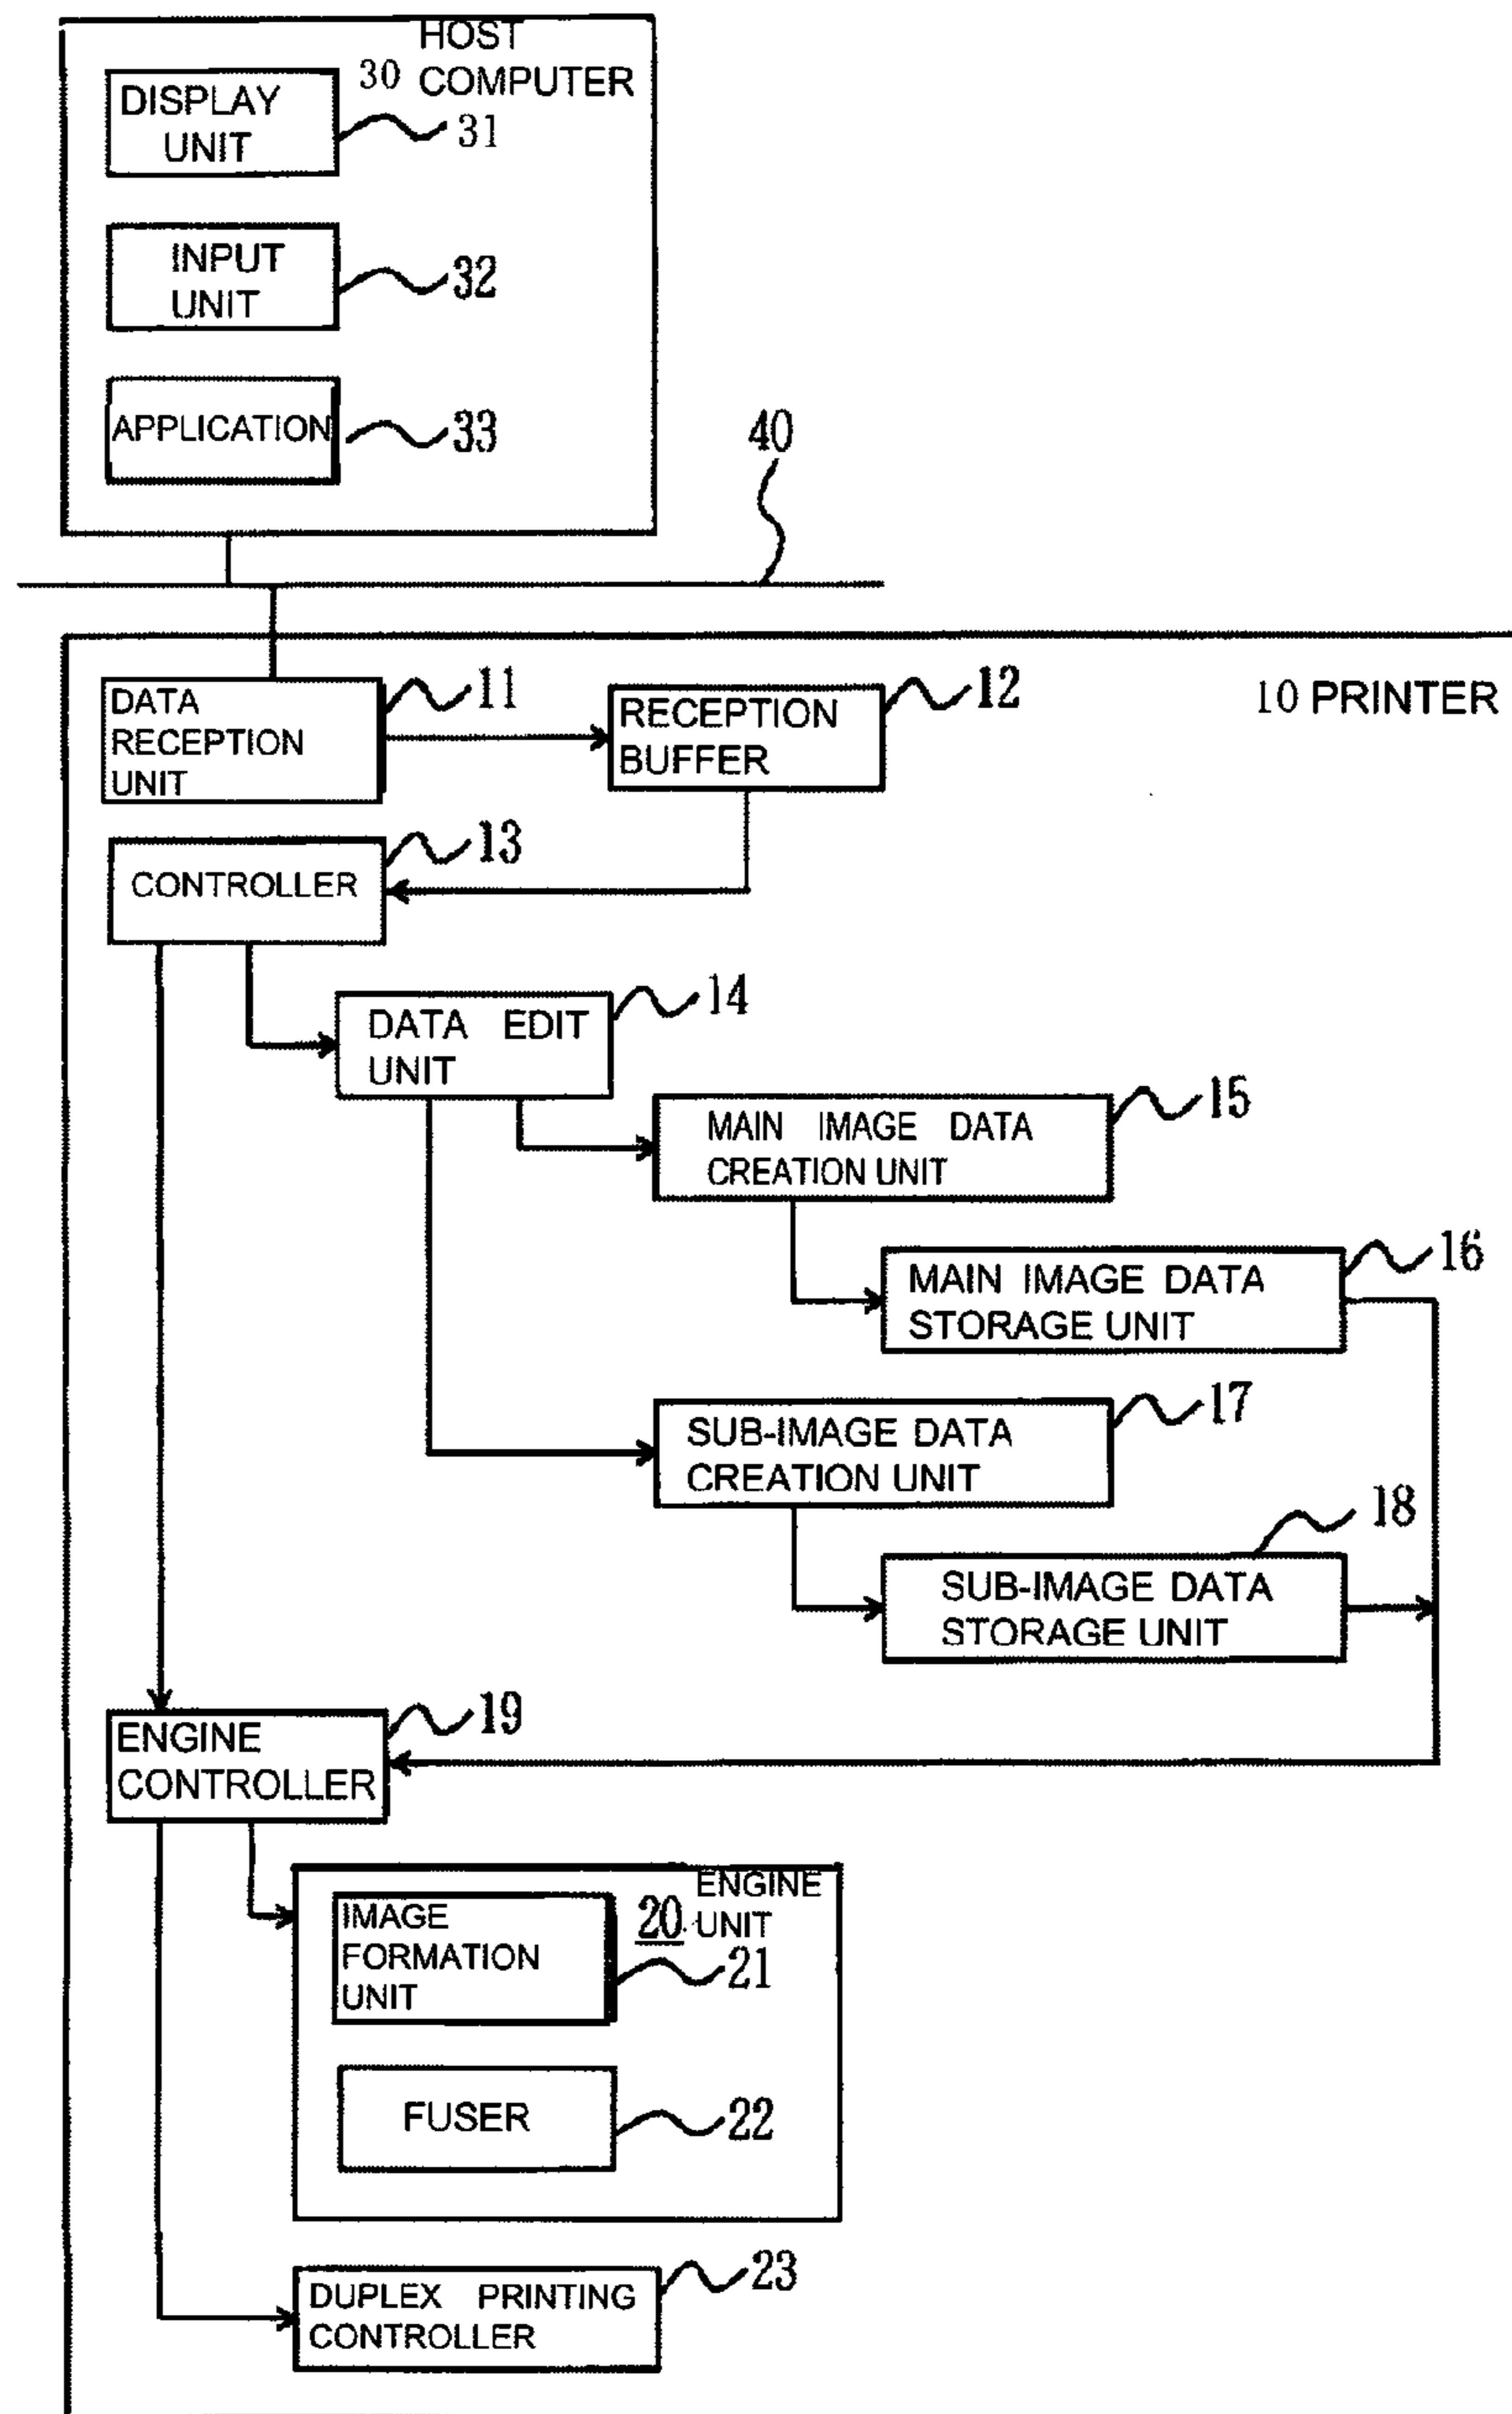 HOST
30 COMPUTER
DISPLAY
UNIT
31
INPUT
UNIT
32
APPLICATION
33
40
10 PRINTER
DATA
RECEPTION
UNIT
11
RECEPTION
BUFFER
12
CONTROLLER
13
DATA EDIT
UNIT
14
MAIN IMAGE DATA
CREATION UNIT
15
MAIN IMAGE DATA
STORAGE UNIT
16
SUB-IMAGE DATA
CREATION UNIT
17
SUB-IMAGE DATA
STORAGE UNIT
18
ENGINE
CONTROLLER
19
ENGINE
20 UNIT
IMAGE
FORMATION
UNIT
21
FUSER
22
DUPLEX PRINTING
CONTROLLER
23